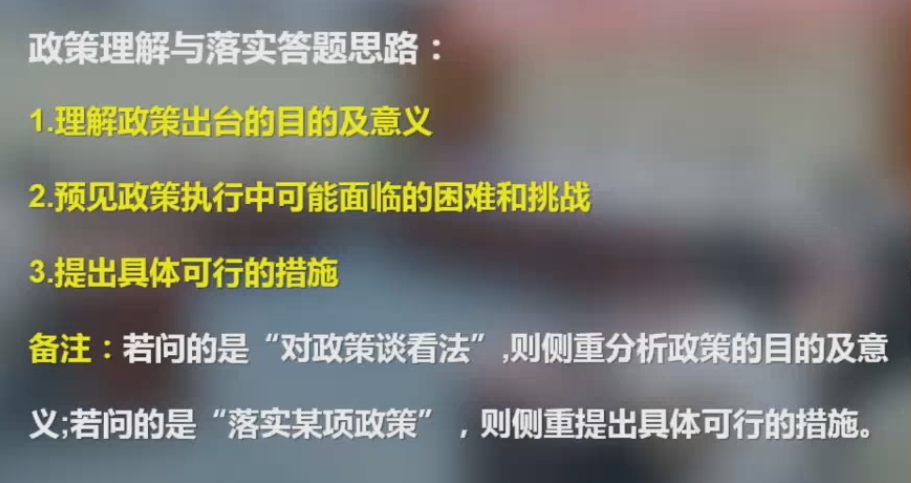 政策理解与落实答题思路：
1.理解政策出台的目的及意义
2.预见政策执行中可能面临的困难和挑战
3.提出具体可行的措施
备注：若问的是“对政策谈看法”,则侧重分析政策的目的及意
义;若问的是“落实某项政策”，则侧重提出具体可行的措施。